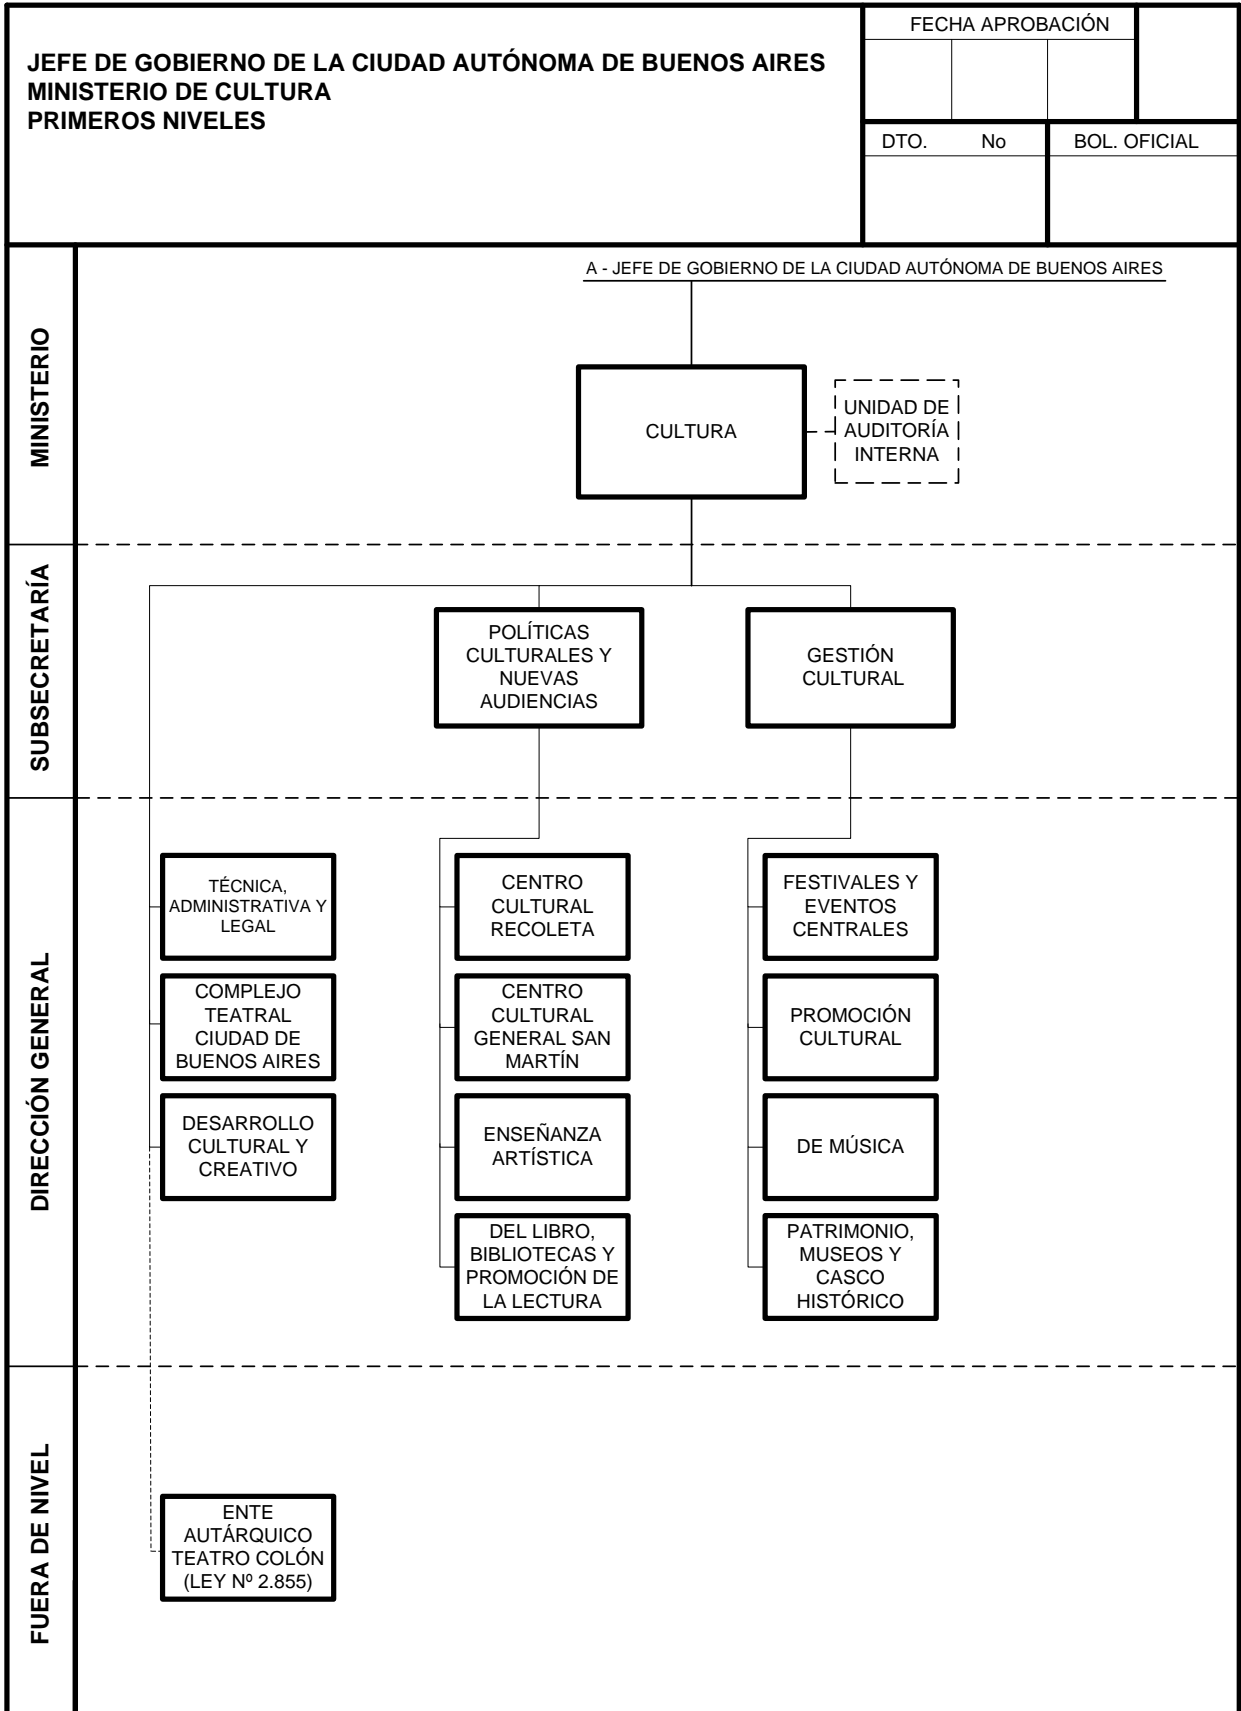 JEFE DE GOBIERNO DE LA CIUDAD AUTÓNOMA DE BUENOS AIRES
MINISTERIO DE CULTURA
PRIMEROS NIVELES
FECHA APROBACIÓN
DTO. No
BOL. OFICIAL
MINISTERIO
A - JEFE DE GOBIERNO DE LA CIUDAD AUTÓNOMA DE BUENOS AIRES
CULTURA
UNIDAD DE
AUDITORÍA
INTERNA
SUBSECRETARÍA
POLÍTICAS
CULTURALES Y
NUEVAS
AUDIENCIAS
GESTIÓN
CULTURAL
DIRECCIÓN GENERAL
TÉCNICA,
ADMINISTRATIVA Y
LEGAL
COMPLEJO
TEATRAL
CIUDAD DE
BUENOS AIRES
DESARROLLO
CULTURAL Y
CREATIVO
CENTRO
CULTURAL
RECOLETA
CENTRO
CULTURAL
GENERAL SAN
MARTÍN
ENSEÑANZA
ARTÍSTICA
DEL LIBRO,
BIBLIOTECAS Y
PROMOCIÓN DE
LA LECTURA
FESTIVALES Y
EVENTOS
CENTRALES
PROMOCIÓN
CULTURAL
DE MÚSICA
PATRIMONIO,
MUSEOS Y
CASCO
HISTÓRICO
FUERA DE NIVEL
ENTE
AUTÁRQUICO
TEATRO COLÓN
(LEY Nº 2.855)